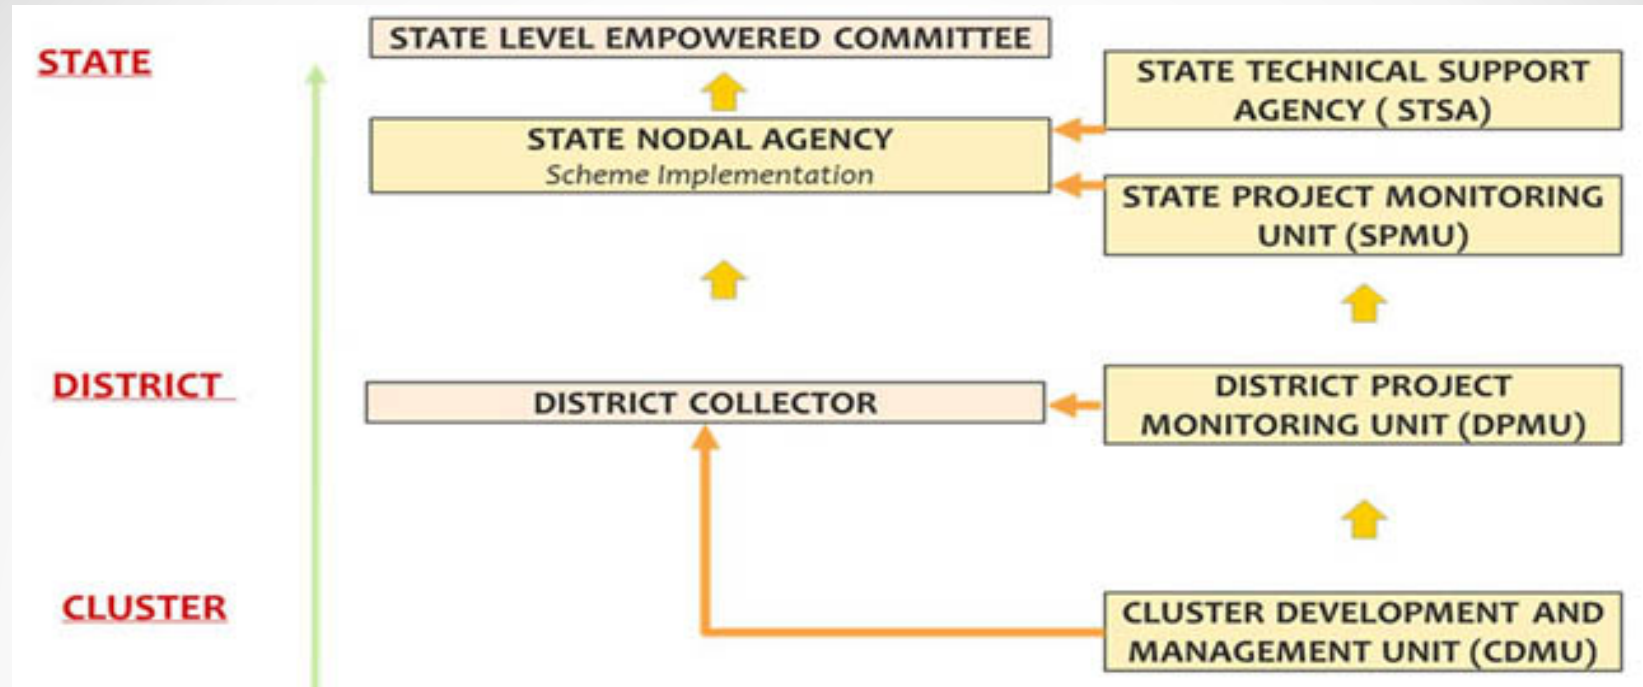 STATE
STATE LEVEL EMPOWERED COMMITTEE
STATE TECHNICAL SUPPORT
AGENCY ( STSA)
STATE NODAL AGENCY
Scheme Implementation
STATE PROJECT MONITORING
UNIT (SPMU)
DISTRICT
DISTRICT COLLECTOR
DISTRICT PROJECT
MONITORING UNIT (DPMU)
CLUSTER
CLUSTER DEVELOPMENT AND
MANAGEMENT UNIT (CDMU)